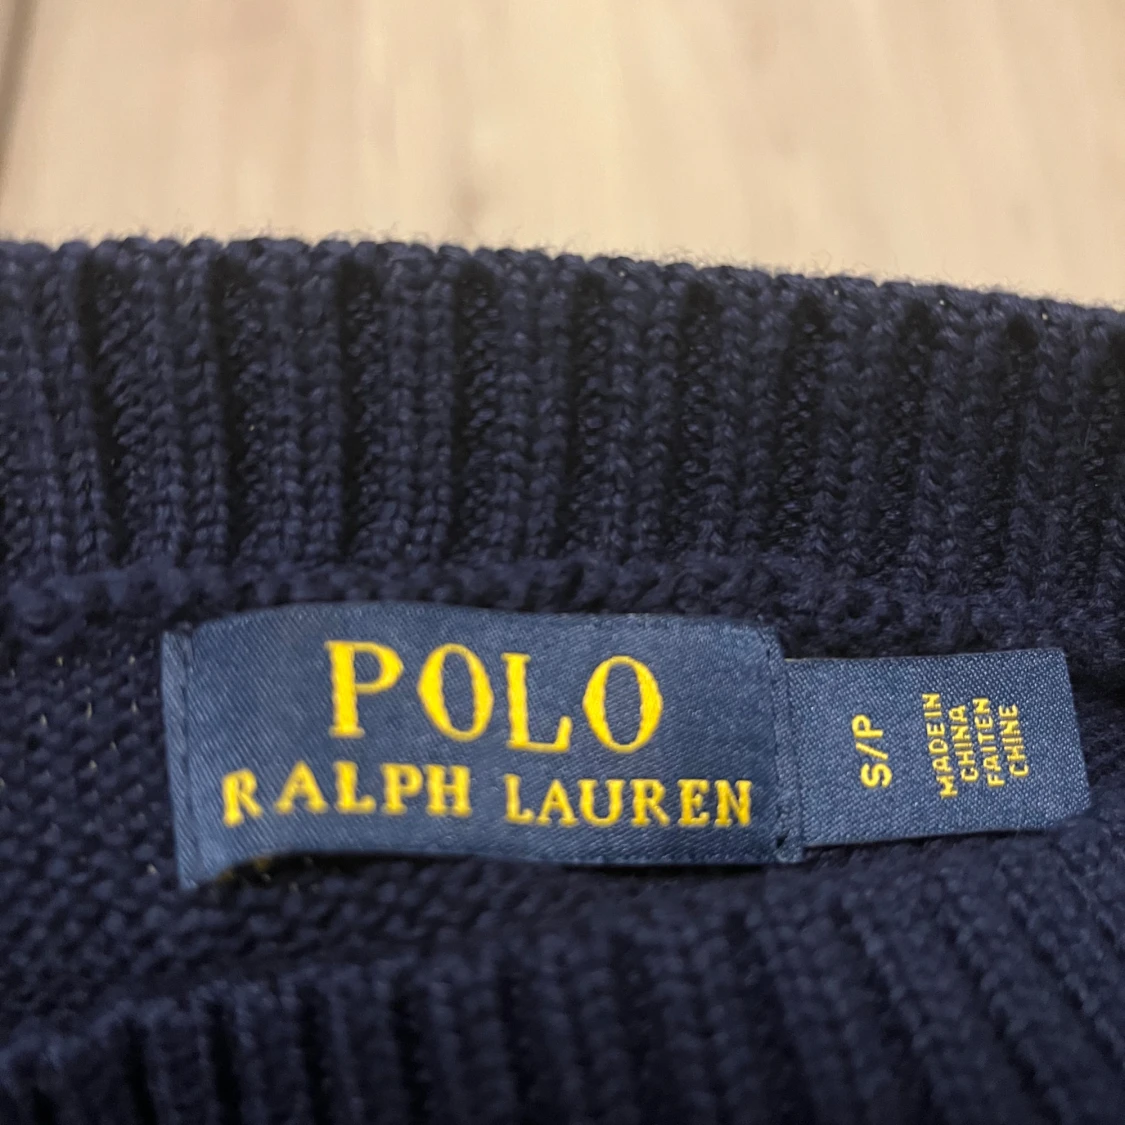 POLO
RALPH LAUREN
S/P
MADE IN
CHINA
FAIT EN
CHINE